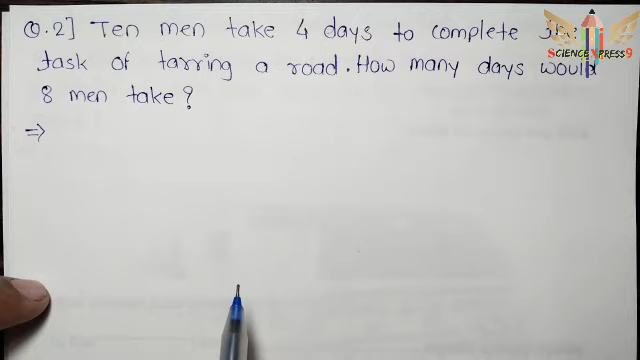 Q.2] Ten men take 4 days to complete the
task of tarring a road. How many days would
8 men take?
⇒
SCIENCE XPRESS9